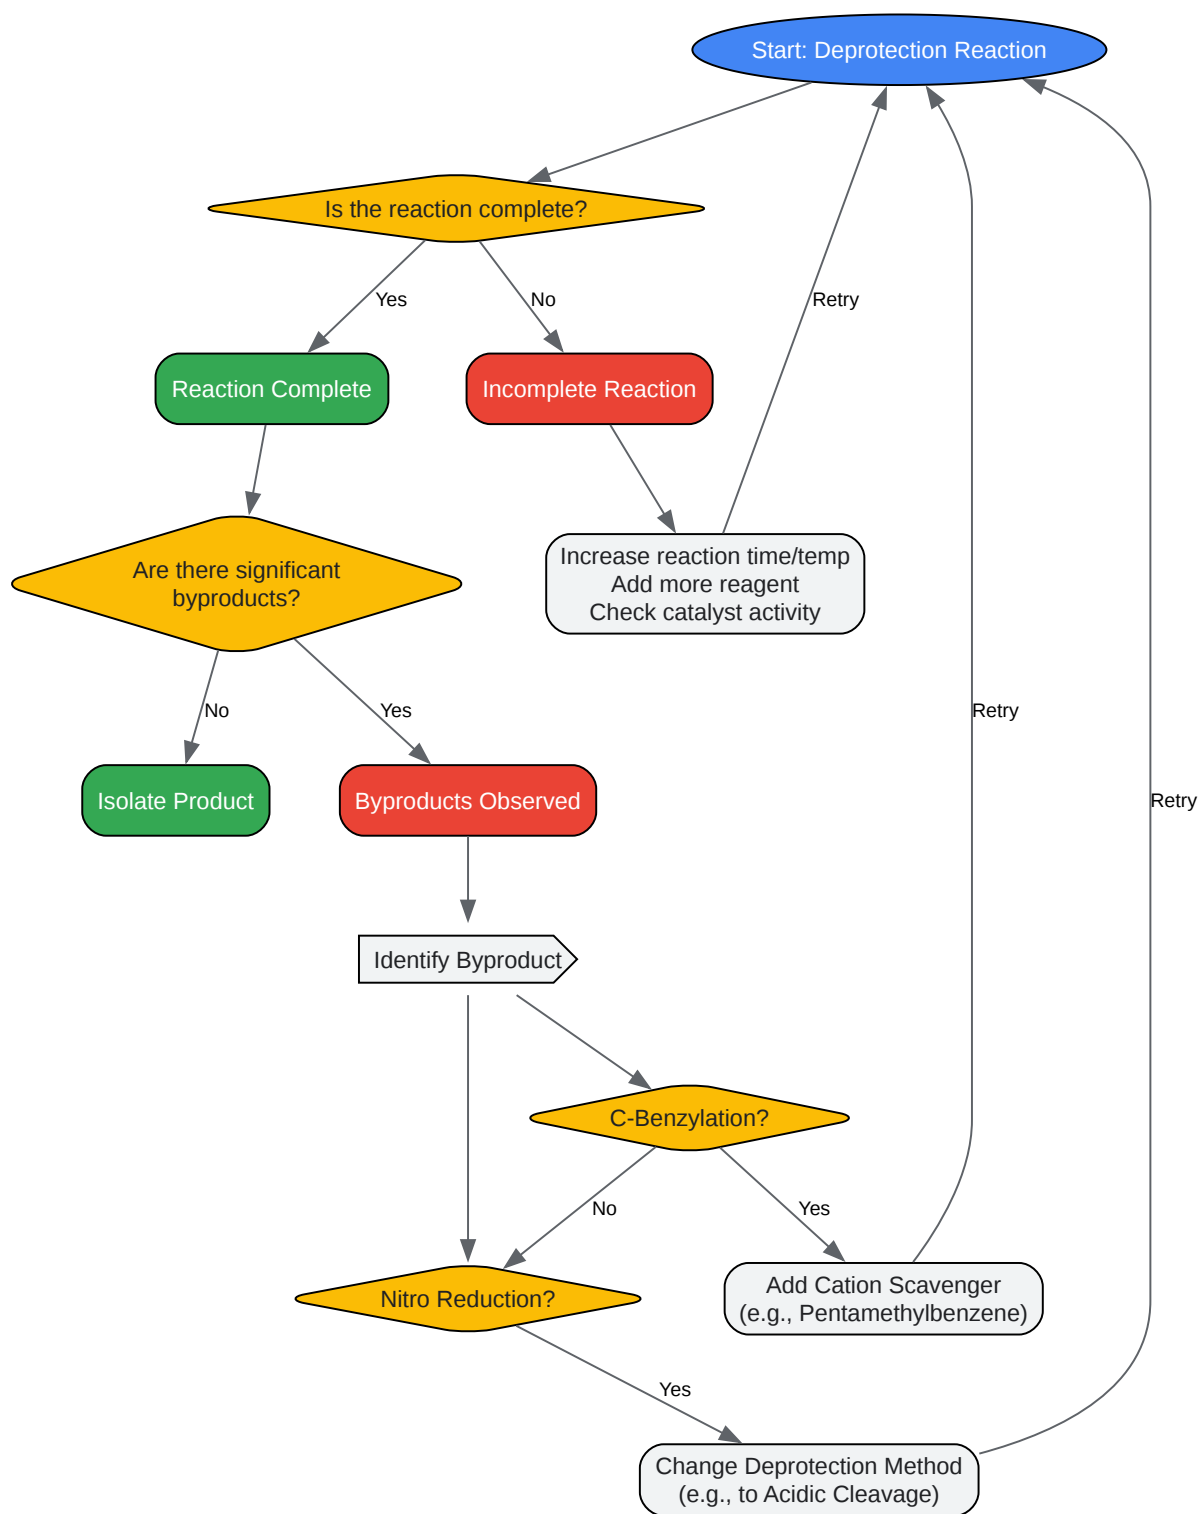 Start: Deprotection Reaction
Is the reaction complete?
Yes
No
Retry
Reaction Complete
Incomplete Reaction
Increase reaction time/temp
Add more reagent
Check catalyst activity
Are there significant
byproducts?
No
Yes
Retry
Isolate Product
Byproducts Observed
Retry
Identify Byproduct
C-Benzylation?
No
Yes
Add Cation Scavenger
(e.g., Pentamethylbenzene)
Nitro Reduction?
Yes
Change Deprotection Method
(e.g., to Acidic Cleavage)